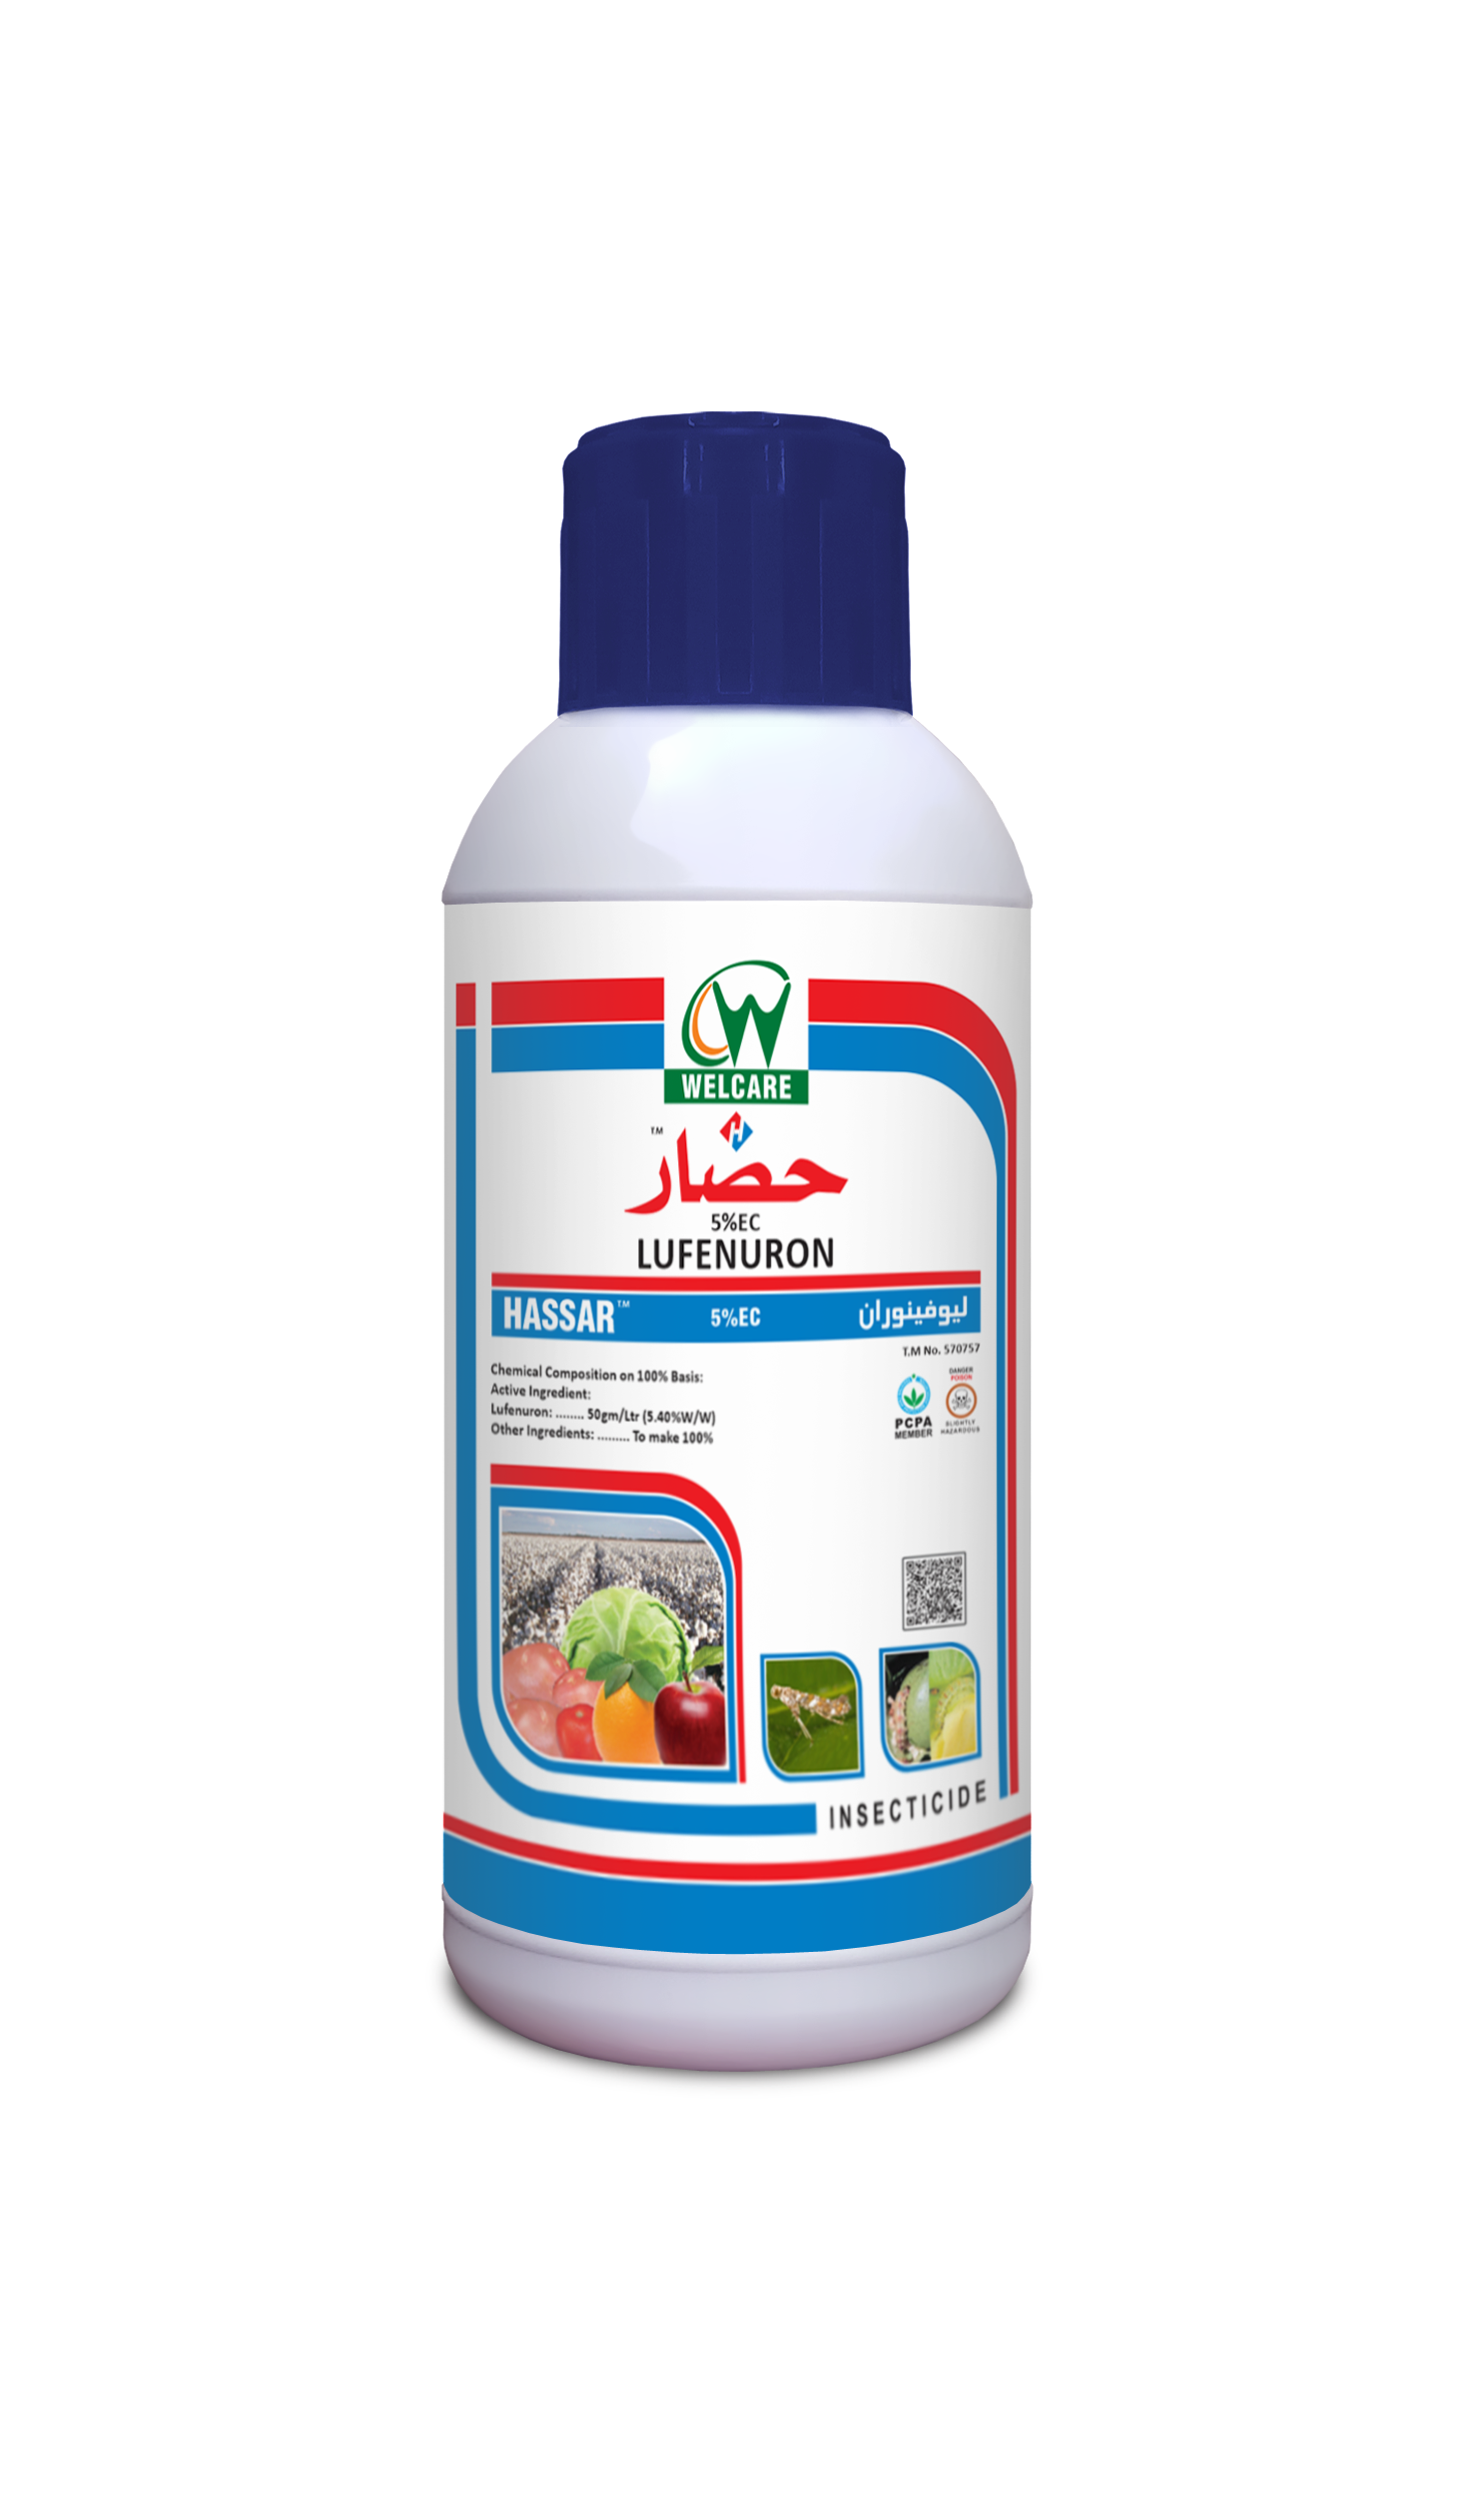 WELCARE
T.M
H
حصار
5%EC
LUFENURON
HASSAR TM 5%EC ليوفينوران
T.M No. 570757
Chemical Composition on 100% Basis:
Active Ingredient:
Lufenuron: ........ 50gm/Ltr (5.40%W/W)
Other Ingredients: ......... To make 100%
PCPA
MEMBER
DANGER
POISON
SLIGHTLY
HAZARDOUS
INSECTICIDE